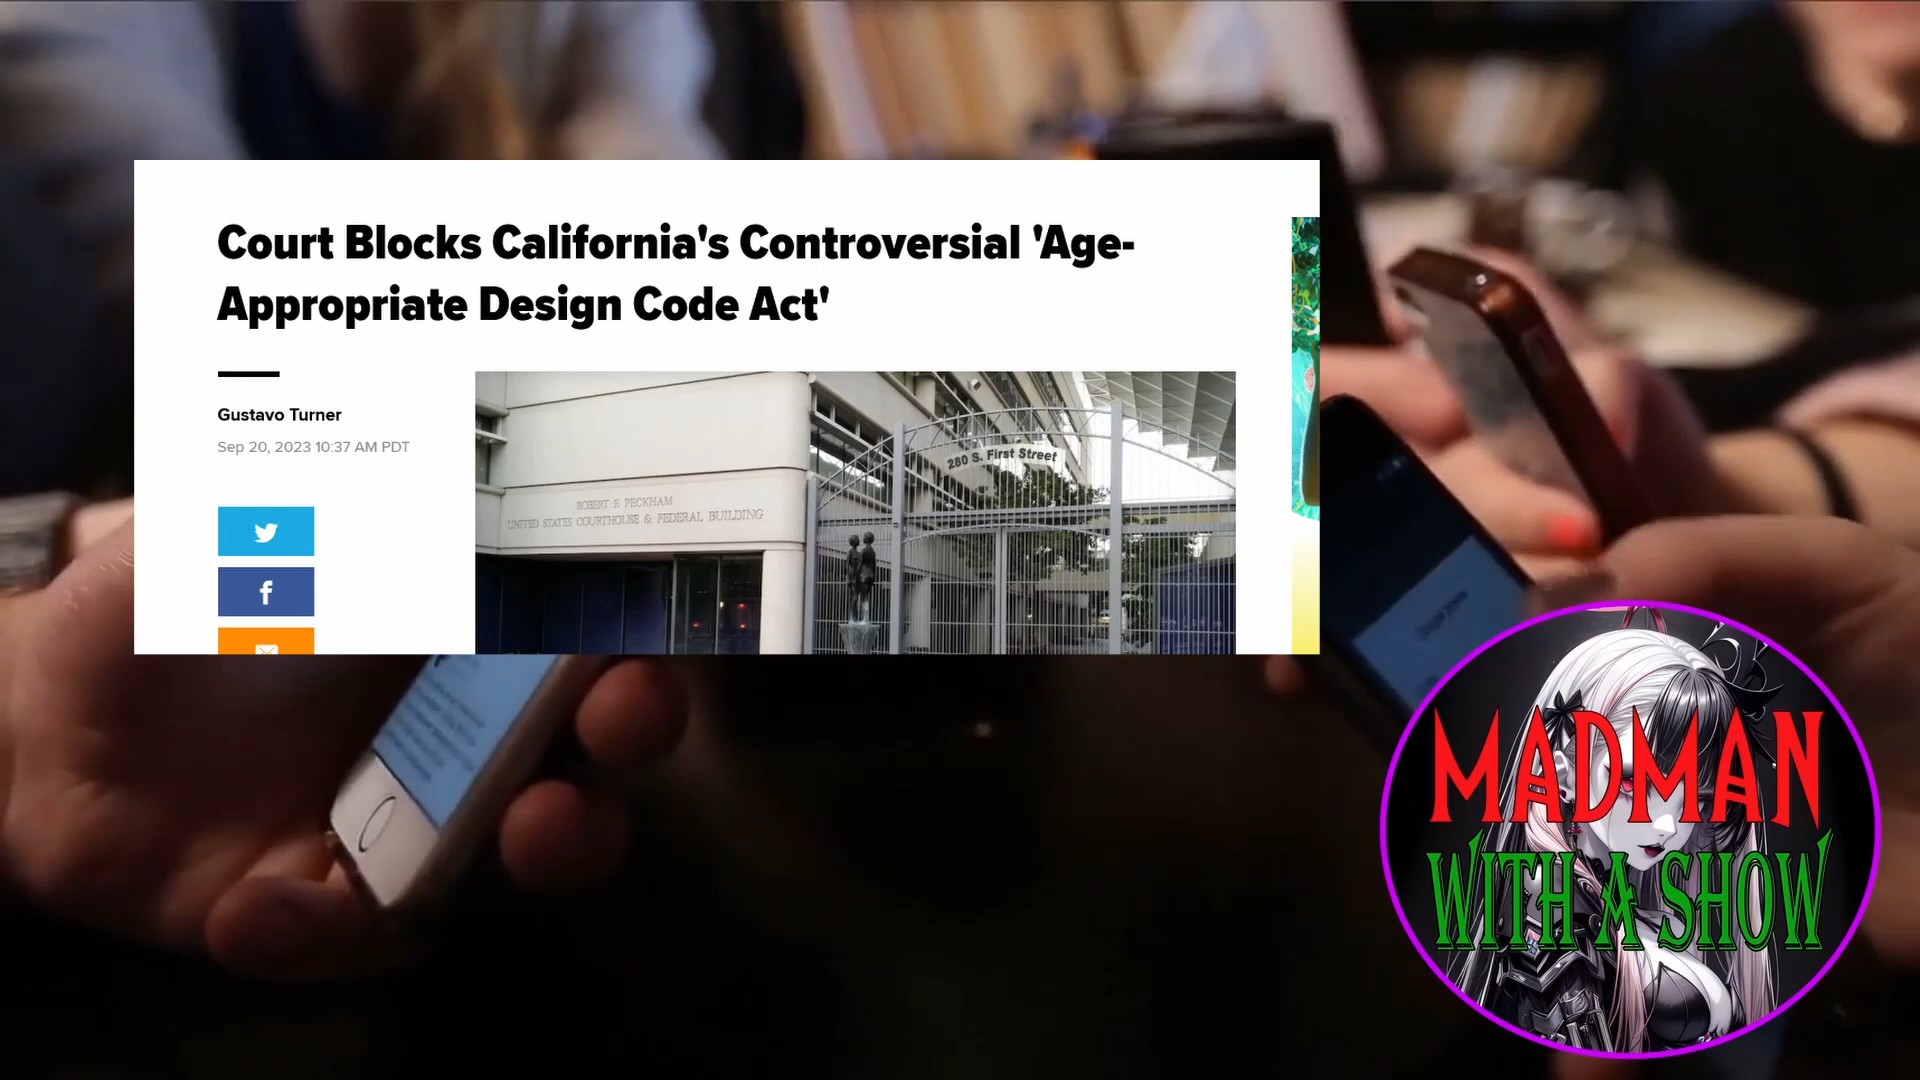 Court Blocks California's Controversial 'Age-
Appropriate Design Code Act'
Gustavo Turner
Sep 20, 2023 10:37 AM PDT
280 S. First Street
ROBERT F. PECKHAM
UNITED STATES COURTHOUSE & FEDERAL BUILDING
MADMAN
WITH A SHOW